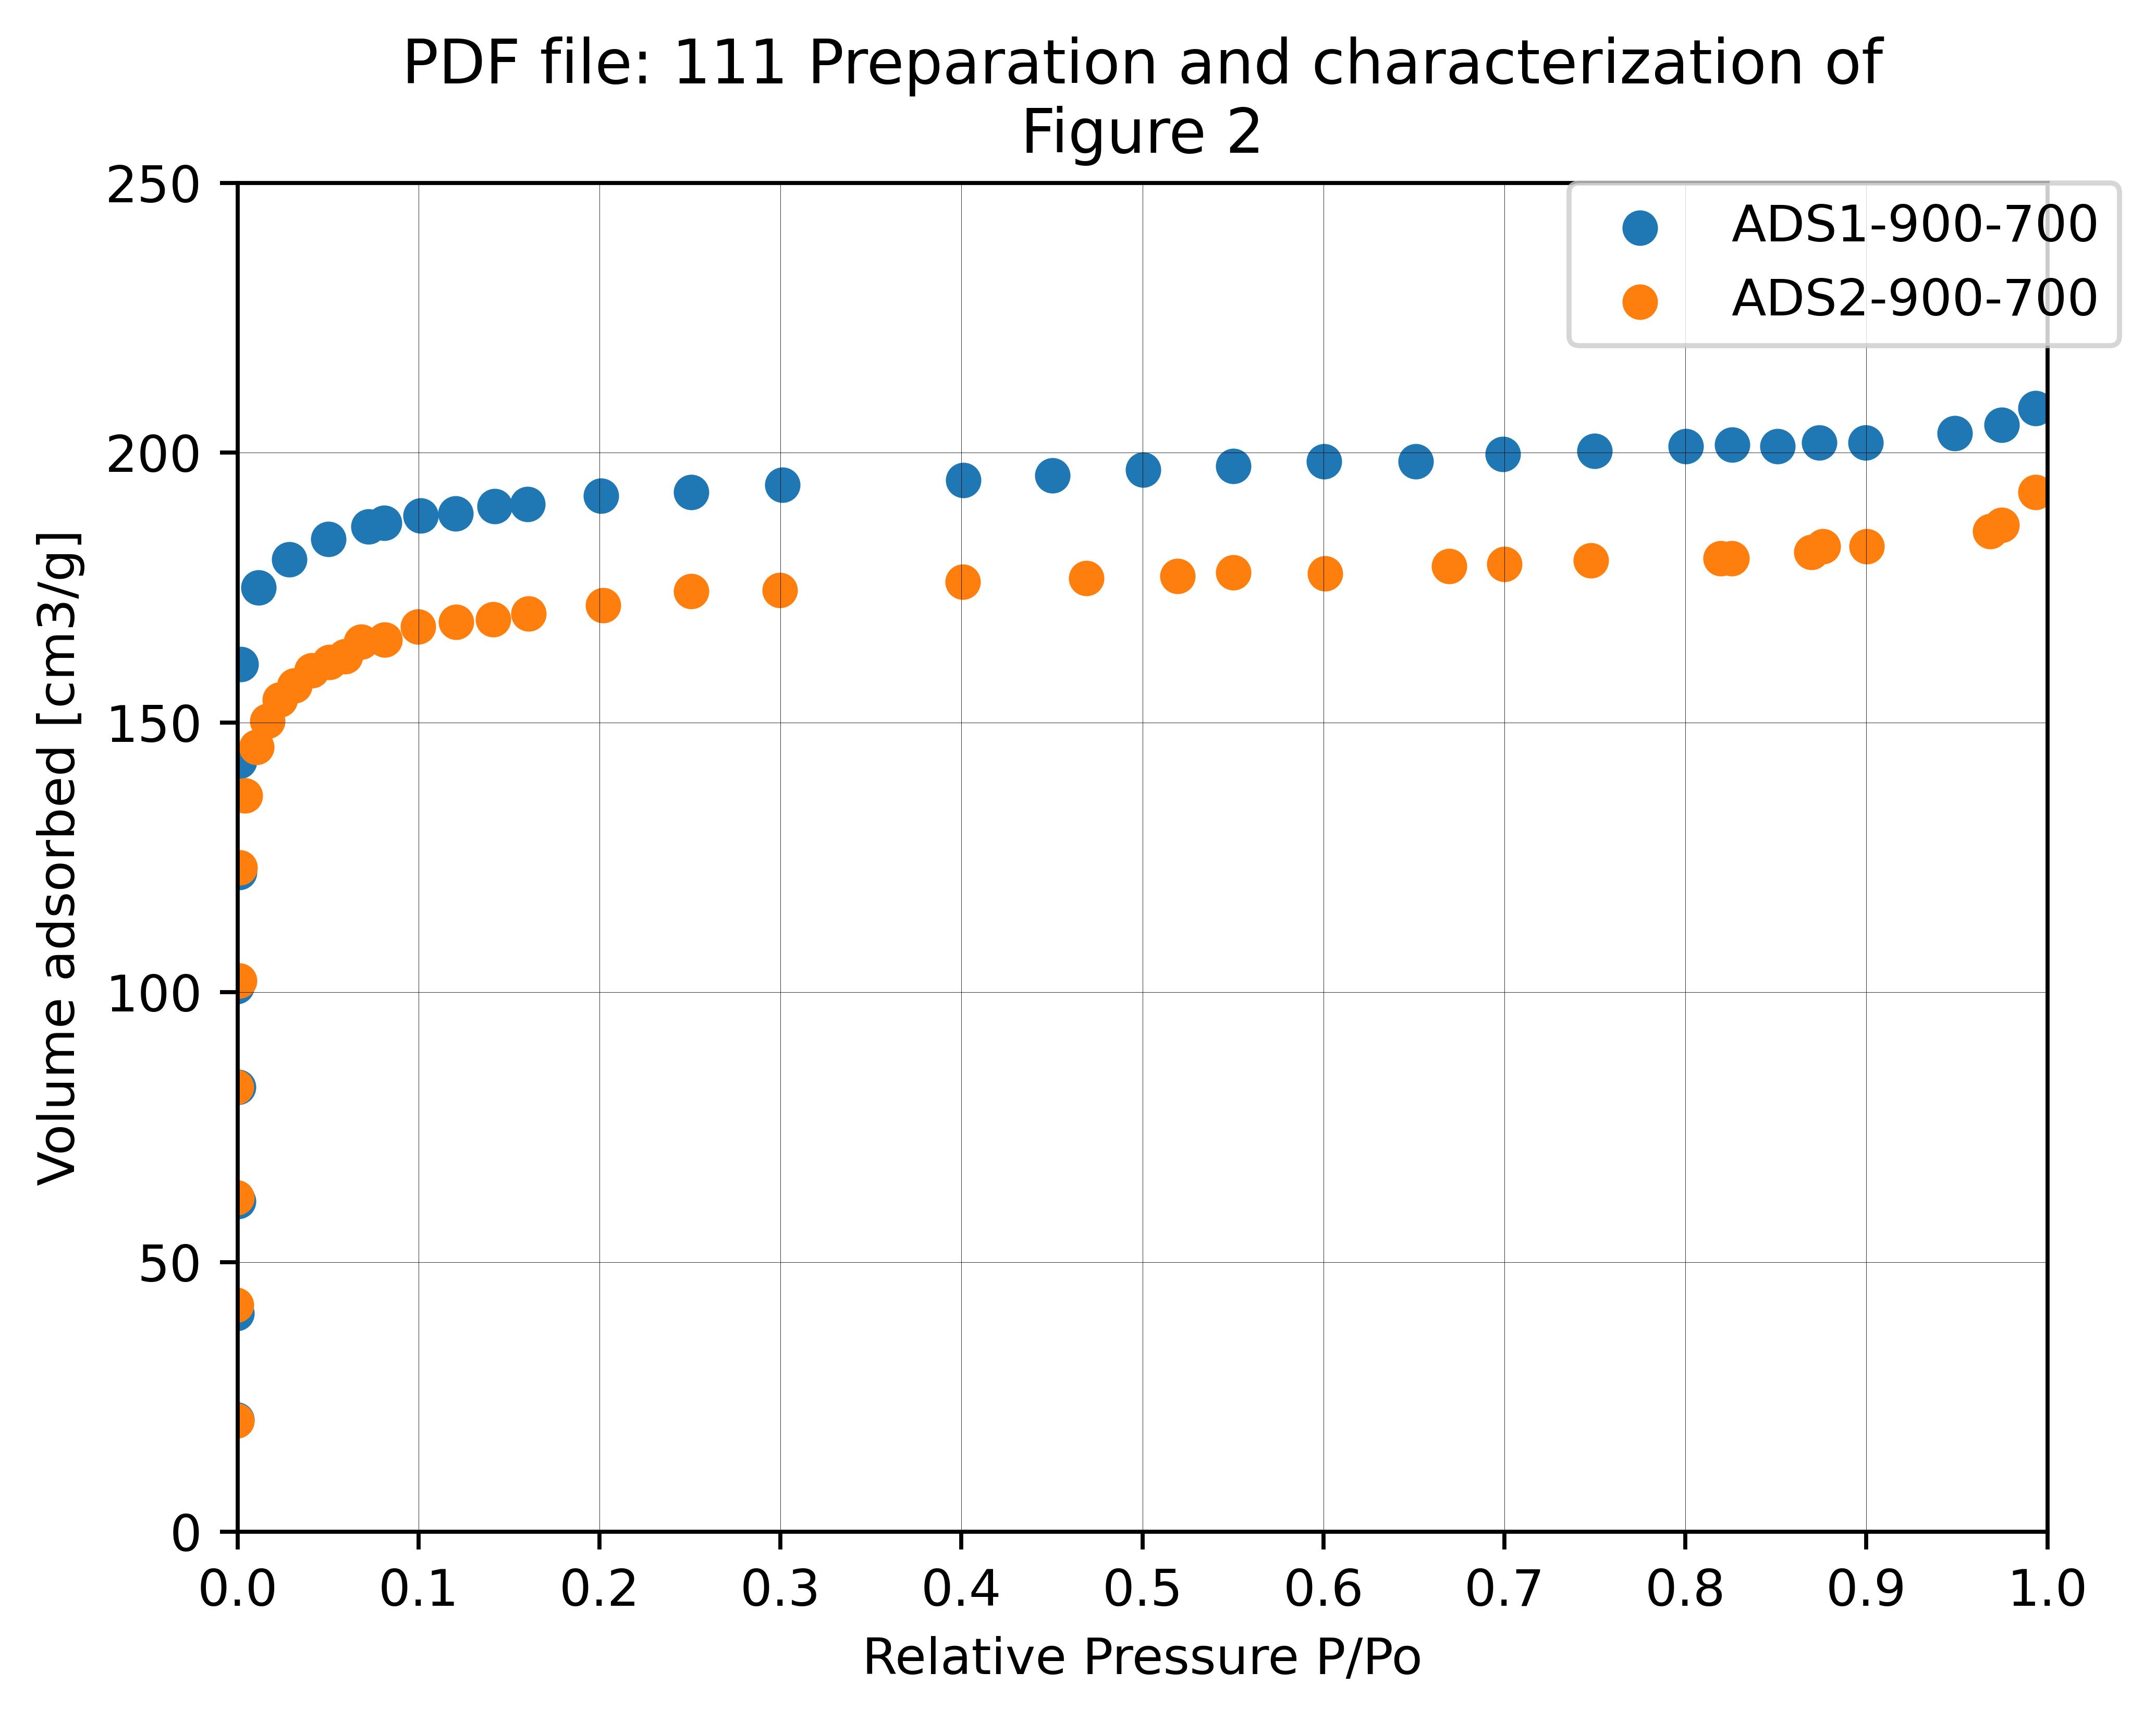 PDF file: 111 Preparation and characterization of
Figure 2
250
200
150
100
50
0
Volume adsorbed [cm3/g]
ADS1-900-700
ADS2-900-700
0.0 0.1 0.2 0.3 0.4 0.5 0.6 0.7 0.8 0.9 1.0
Relative Pressure P/Po